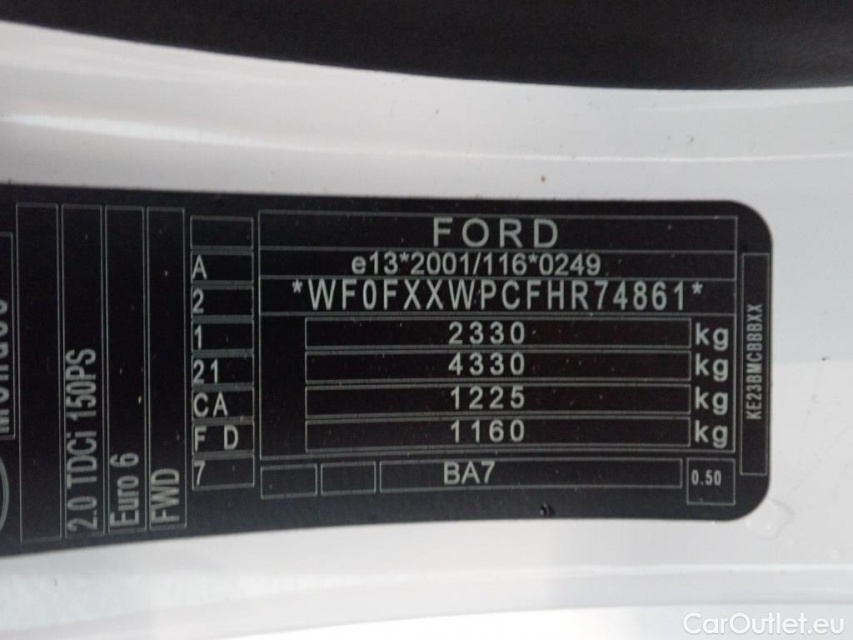 FORD
e13*2001/116*0249
*WF0FXXWPCFHR74861*
2330 kg
4330 kg
1225 kg
1160 kg
BA7
0.50
A
2
1
21
CA
F D
7
KE23BMCBBBXX
2.0 TDCi 150PS
Euro 6
FWD
CarOutlet.eu